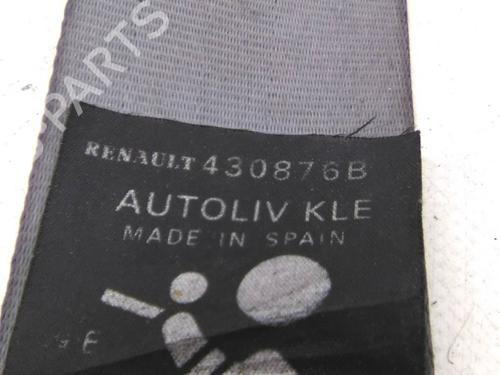 PARTS
RENAULT 430876B
AUTOLIV KLE
MADE IN SPAIN
E